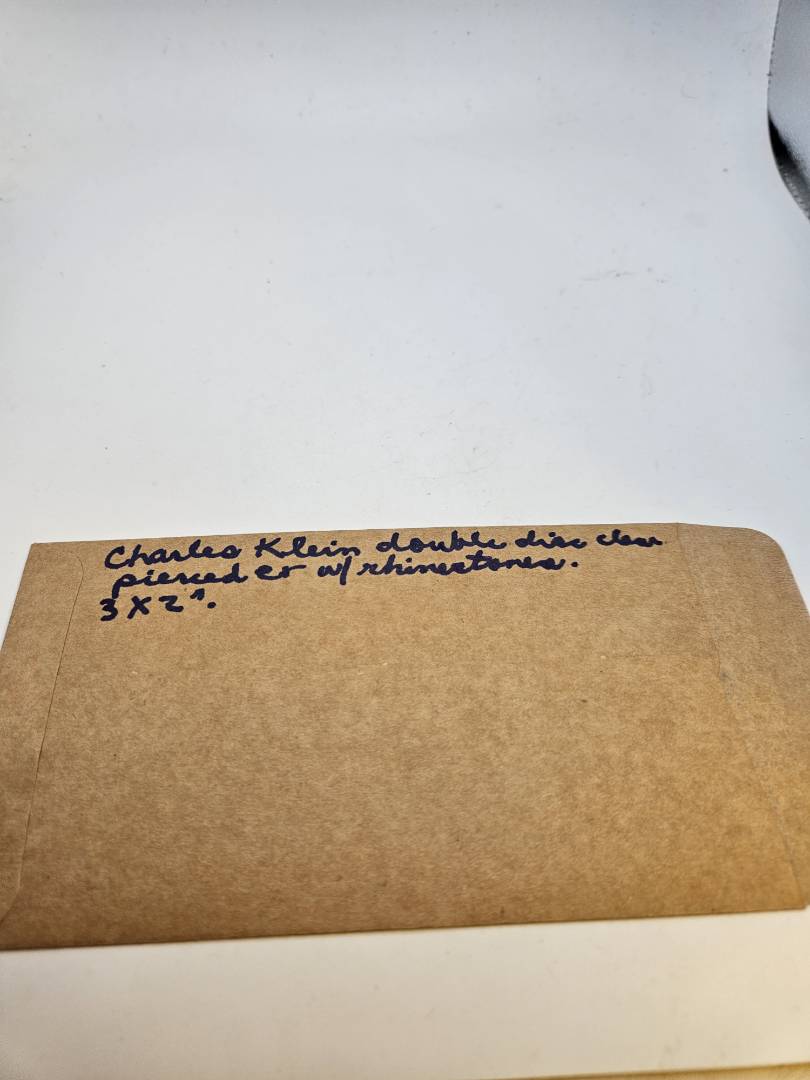 Charles Klein double disc clear
pierced er w/ rhinestones.
3 X 2".